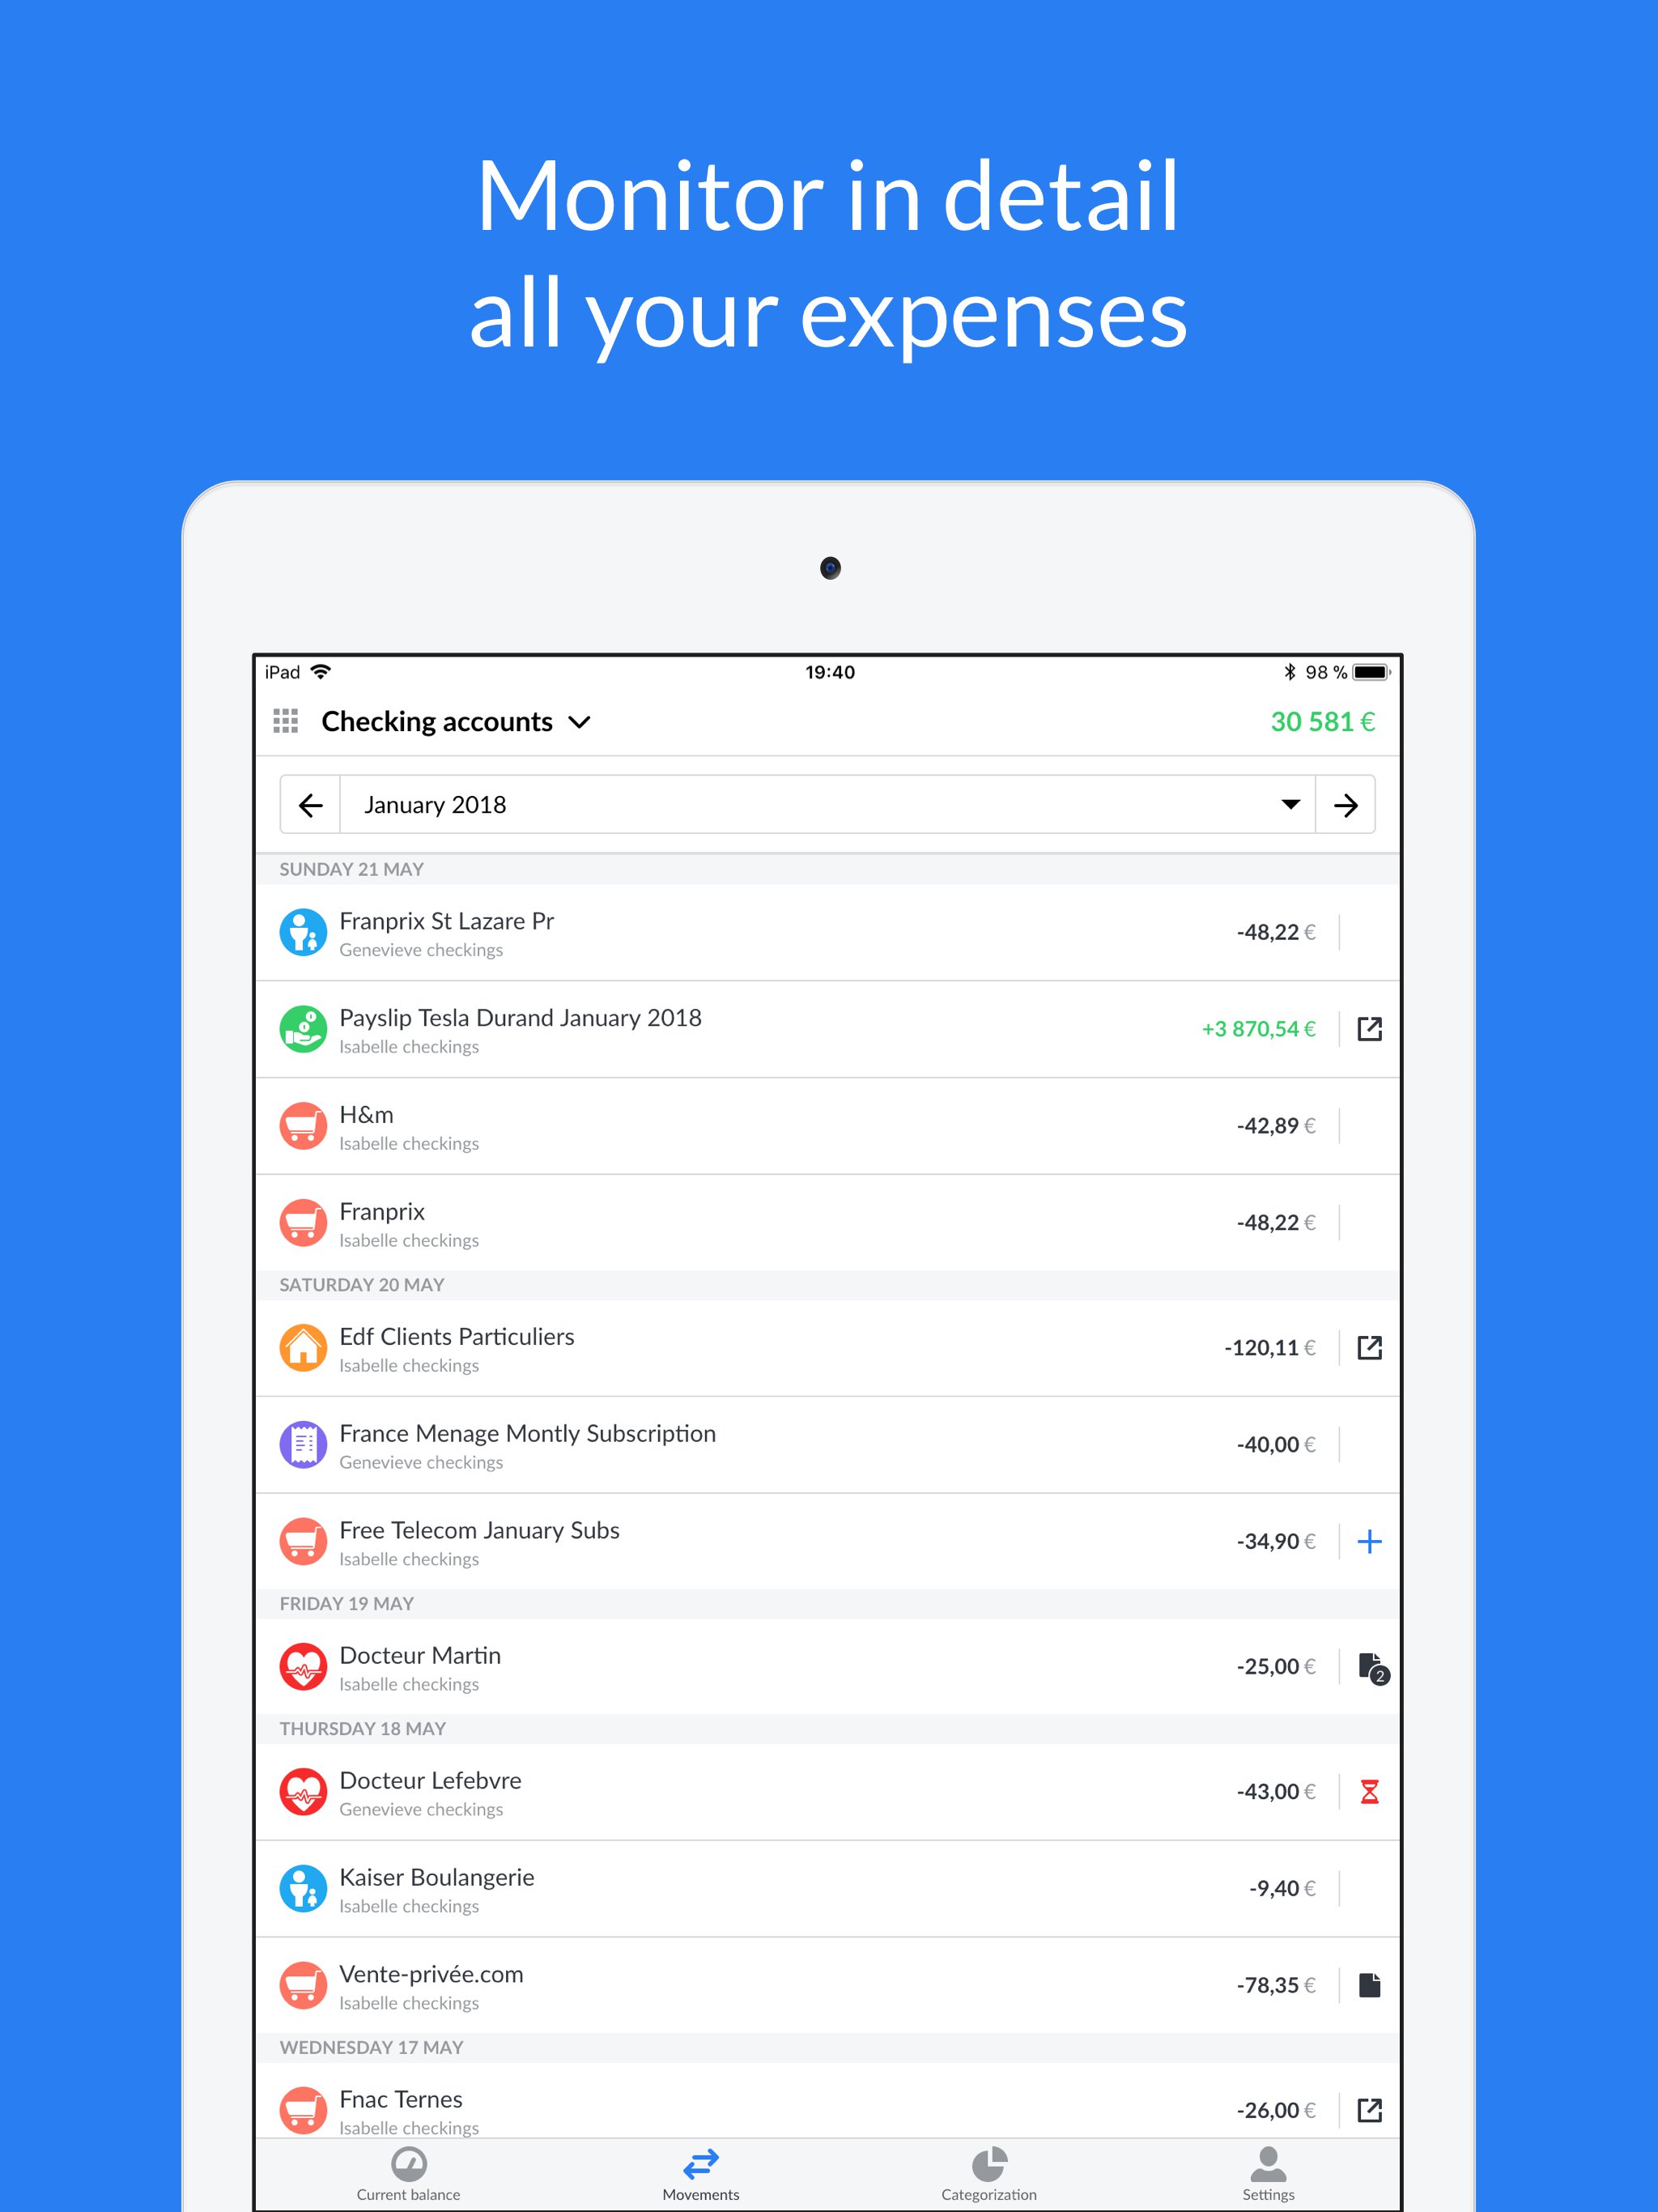 Monitor in detail
all your expenses
iPad 19:40 98 %
Checking accounts 30 581 €
January 2018
SUNDAY 21 MAY
Franprix St Lazare Pr -48,22 €
Genevieve checkings
Payslip Tesla Durand January 2018 +3 870,54 €
Isabelle checkings
H&m -42,89 €
Isabelle checkings
Franprix -48,22 €
Isabelle checkings
SATURDAY 20 MAY
Edf Clients Particuliers -120,11 €
Isabelle checkings
France Menage Montly Subscription -40,00 €
Genevieve checkings
Free Telecom January Subs -34,90 €
Isabelle checkings
FRIDAY 19 MAY
Docteur Martin -25,00 € 2
Isabelle checkings
THURSDAY 18 MAY
Docteur Lefebvre -43,00 €
Genevieve checkings
Kaiser Boulangerie -9,40 €
Isabelle checkings
Vente-privée.com -78,35 €
Isabelle checkings
WEDNESDAY 17 MAY
Fnac Ternes -26,00 €
Isabelle checkings
Current balance Movements Categorization Settings